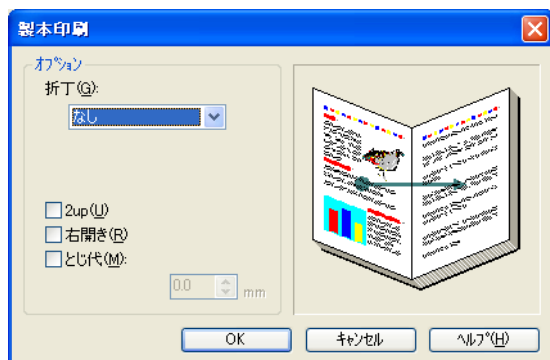 製本印刷
オプション
折丁(G):
なし
2up(U)
右開き(R)
とじ代(M):
0.0 mm
OK キャンセル ヘルプ(H)